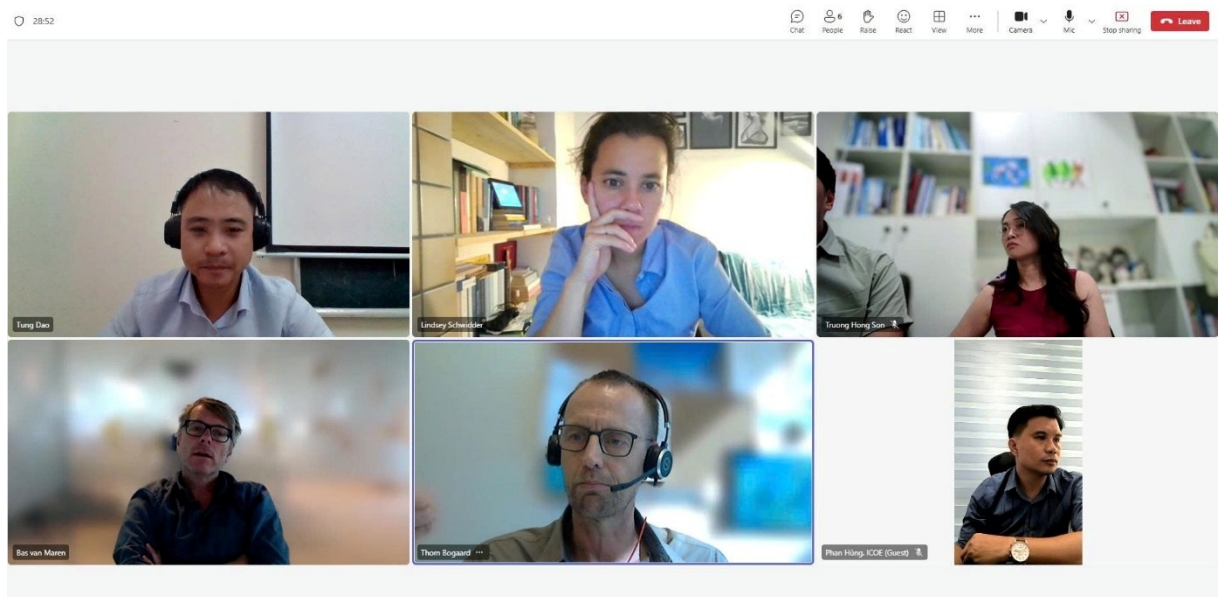 28:52
Chat
6
People
Raise
React
View
More
Camera
Mic
Stop sharing
Leave
Tung Dao
Lindsey Schwidder
Truong Hong Son
Bas van Maren
Thom Bogaard ...
Phan Hùng, ICOE (Guest)